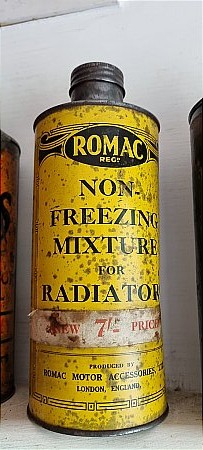 ROMAC
REGD
NON-
FREEZING
MIXTURE
FOR
RADIATOR
NEW 7/- PRICE
PRODUCED BY
ROMAC MOTOR ACCESSORIES,
LONDON, ENGLAND.